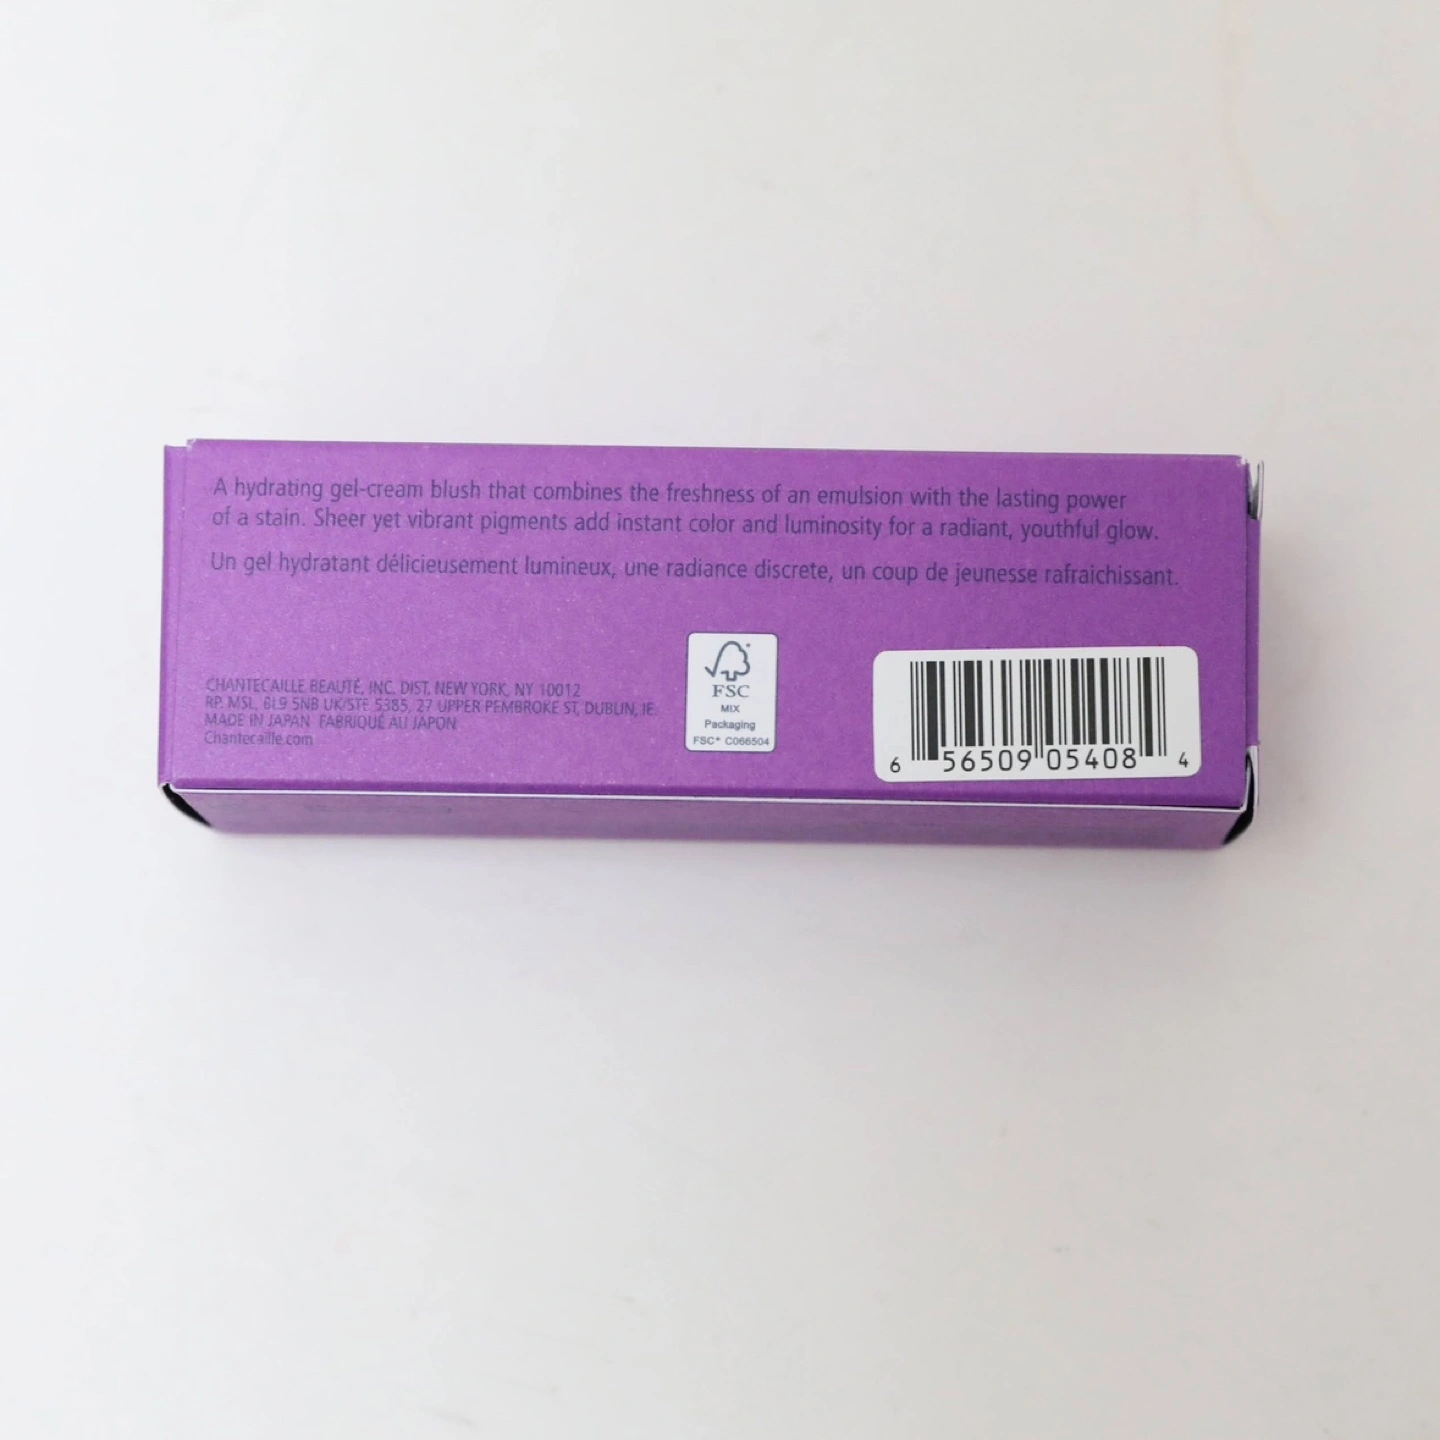 A hydrating gel-cream blush that combines the freshness of an emulsion with the lasting power
of a stain. Sheer yet vibrant pigments add instant color and luminosity for a radiant, youthful glow.
Un gel hydratant délicieusement lumineux, une radiance discrete, un coup de jeunesse rafraichissant.
CHANTECAILLE BEAUTÉ, INC. DIST. NEW YORK, NY 10012
RP. MSL, BL9 5NB UK/STE 5385, 27 UPPER PEMBROKE ST, DUBLIN, IE.
MADE IN JAPAN FABRIQUÉ AU JAPON
Chantecaille.com
FSC
MIX
Packaging
FSC® C066504
6 56509 05408 4